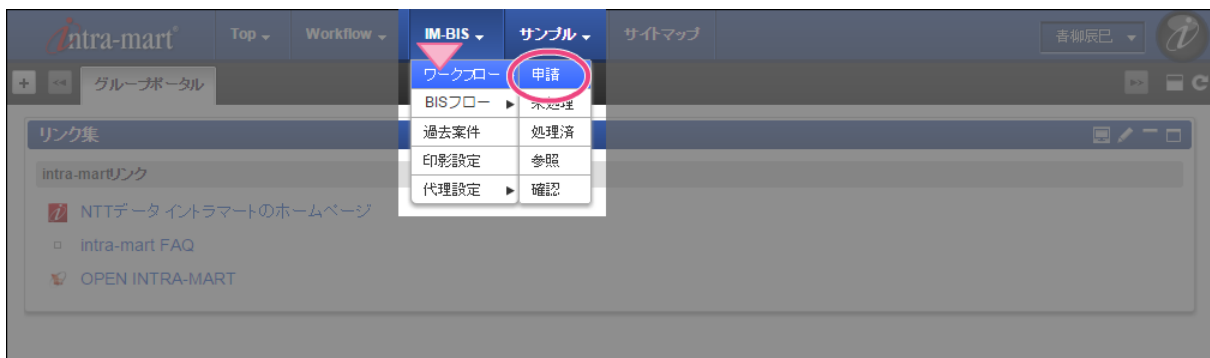 intra-mart Top Workflow IM-BIS サンプル サイトマップ 青柳辰巳
グループポータル
ワークフロー 申請
BISフロー 未処理
リンク集 過去案件 処理済
intra-martリンク 印影設定 参照
代理設定 確認
NTTデータ イントラマートのホームページ
intra-mart FAQ
OPEN INTRA-MART